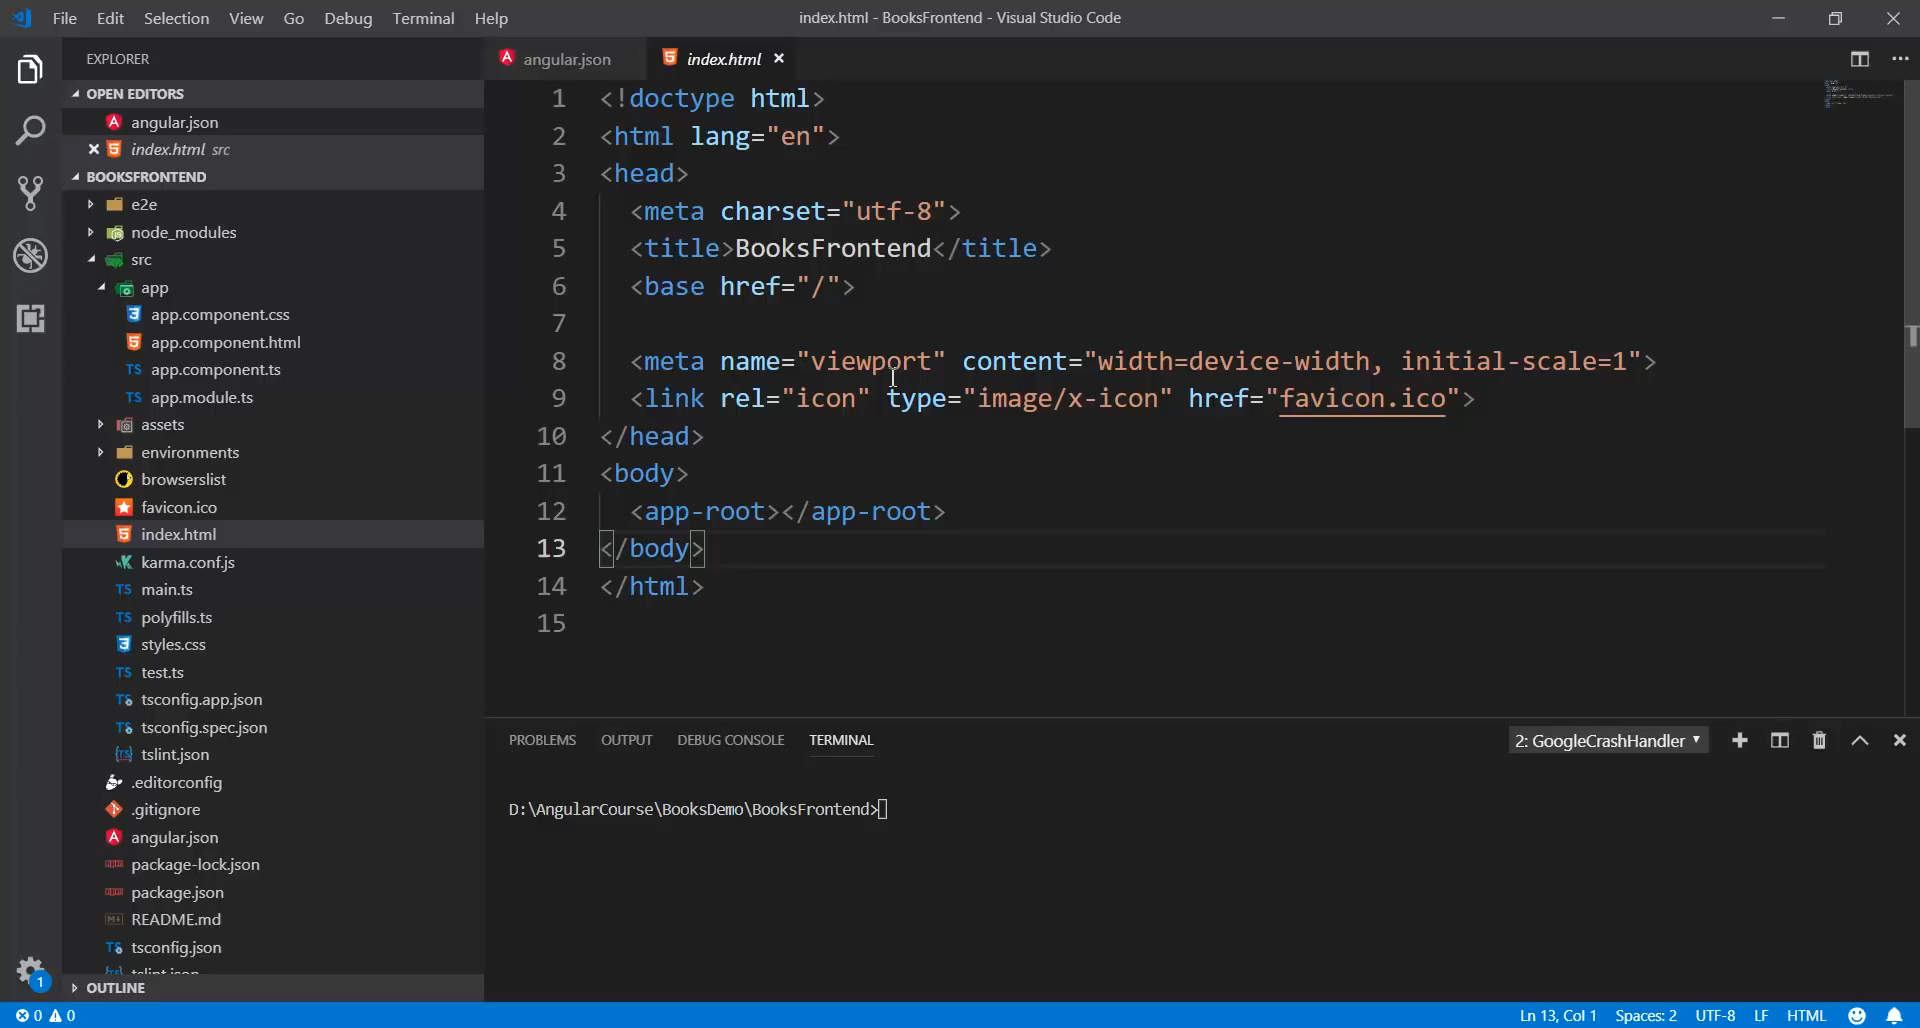 File Edit Selection View Go Debug Terminal Help
index.html - BooksFrontend - Visual Studio Code
EXPLORER
OPEN EDITORS
angular.json
index.html src
BOOKSFRONTEND
e2e
node_modules
src
app
app.component.css
app.component.html
app.component.ts
app.module.ts
assets
environments
browserslist
favicon.ico
index.html
karma.conf.js
main.ts
polyfills.ts
styles.css
test.ts
tsconfig.app.json
tsconfig.spec.json
tslint.json
.editorconfig
.gitignore
angular.json
package-lock.json
package.json
README.md
tsconfig.json
tslint.json
OUTLINE
angular.json index.html
1 <!doctype html>
2 <html lang="en">
3 <head>
4 <meta charset="utf-8">
5 <title>BooksFrontend</title>
6 <base href="/">
7
8 <meta name="viewport" content="width=device-width, initial-scale=1">
9 <link rel="icon" type="image/x-icon" href="favicon.ico">
10 </head>
11 <body>
12 <app-root></app-root>
13 </body>
14 </html>
15
PROBLEMS OUTPUT DEBUG CONSOLE TERMINAL
2: GoogleCrashHandler
D:\AngularCourse\BooksDemo\BooksFrontend>
1
0 0
Ln 13, Col 1 Spaces: 2 UTF-8 LF HTML